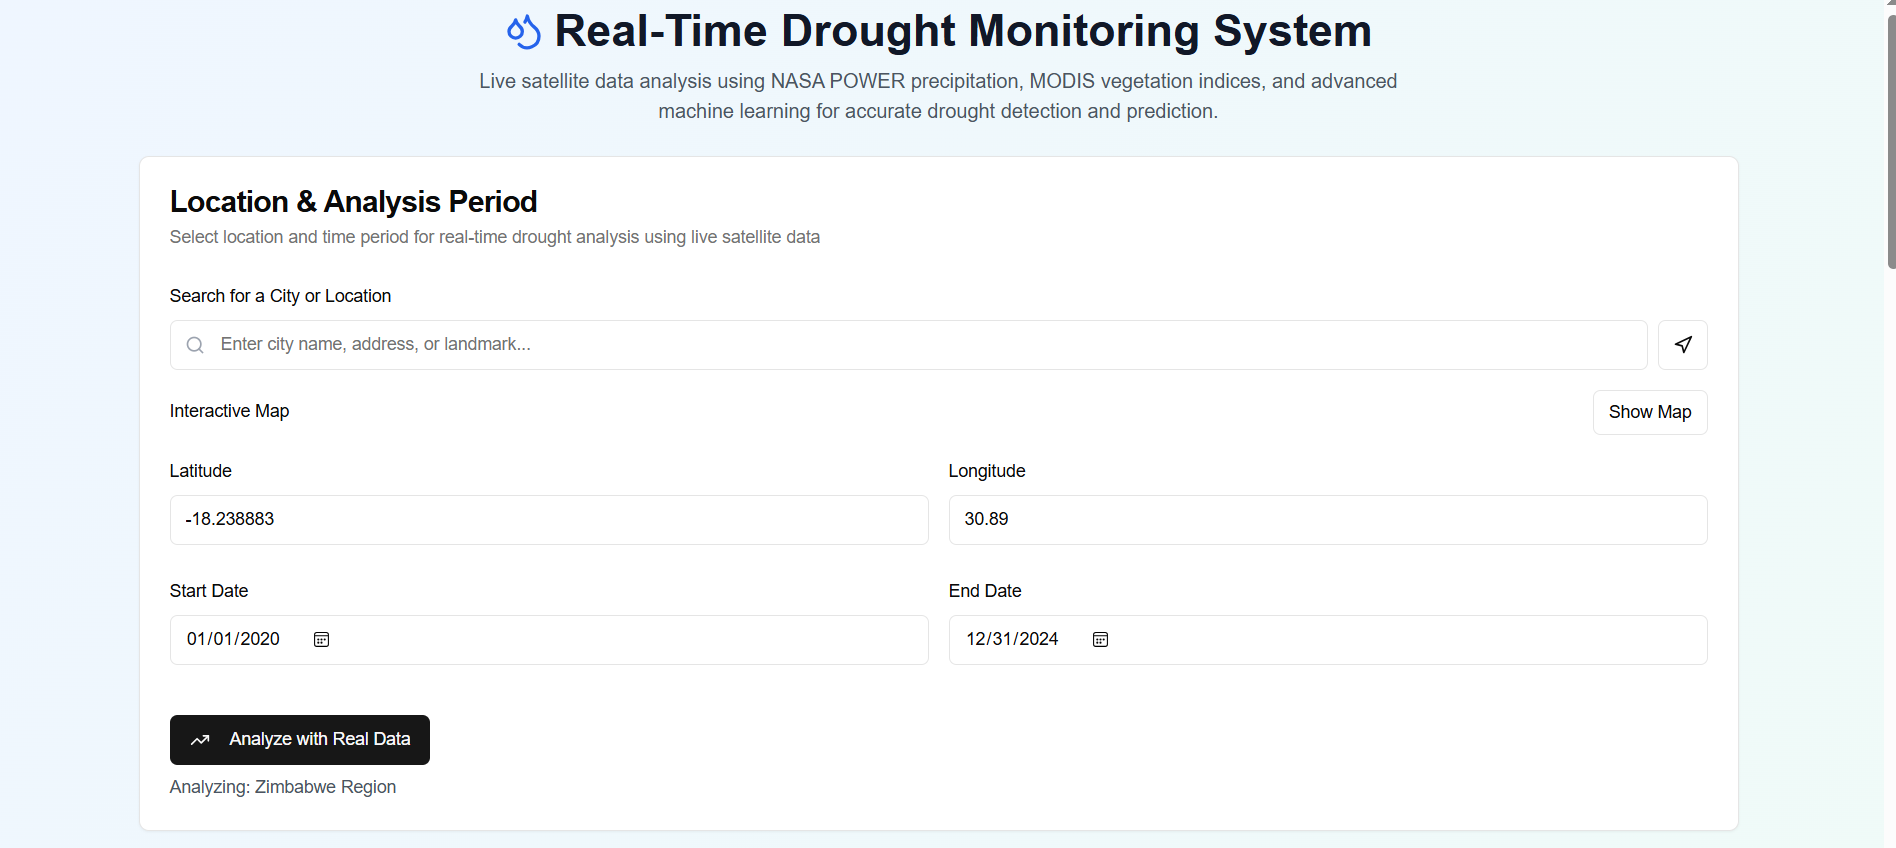 Real-Time Drought Monitoring System
Live satellite data analysis using NASA POWER precipitation, MODIS vegetation indices, and advanced
machine learning for accurate drought detection and prediction.
Location & Analysis Period
Select location and time period for real-time drought analysis using live satellite data
Search for a City or Location
Enter city name, address, or landmark...
Interactive Map
Show Map
Latitude
Longitude
-18.238883
30.89
Start Date
End Date
01/01/2020
12/31/2024
Analyze with Real Data
Analyzing: Zimbabwe Region